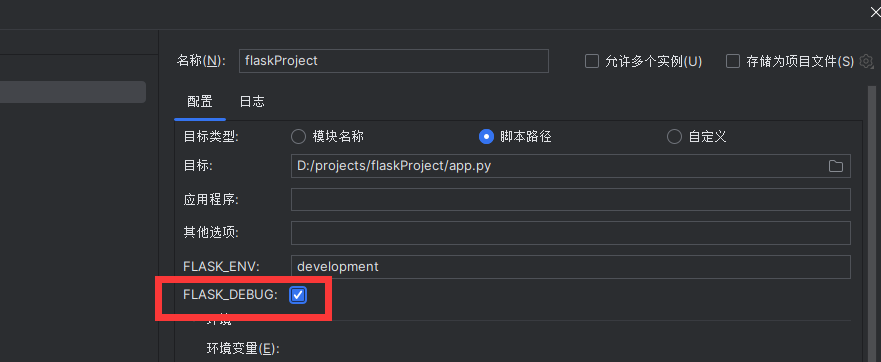 名称(N): flaskProject 允许多个实例(U) 存储为项目文件(S)
配置 日志
目标类型: 模块名称 脚本路径 自定义
目标: D:/projects/flaskProject/app.py
应用程序:
其他选项:
FLASK_ENV: development
FLASK_DEBUG:
环境
环境变量(E):